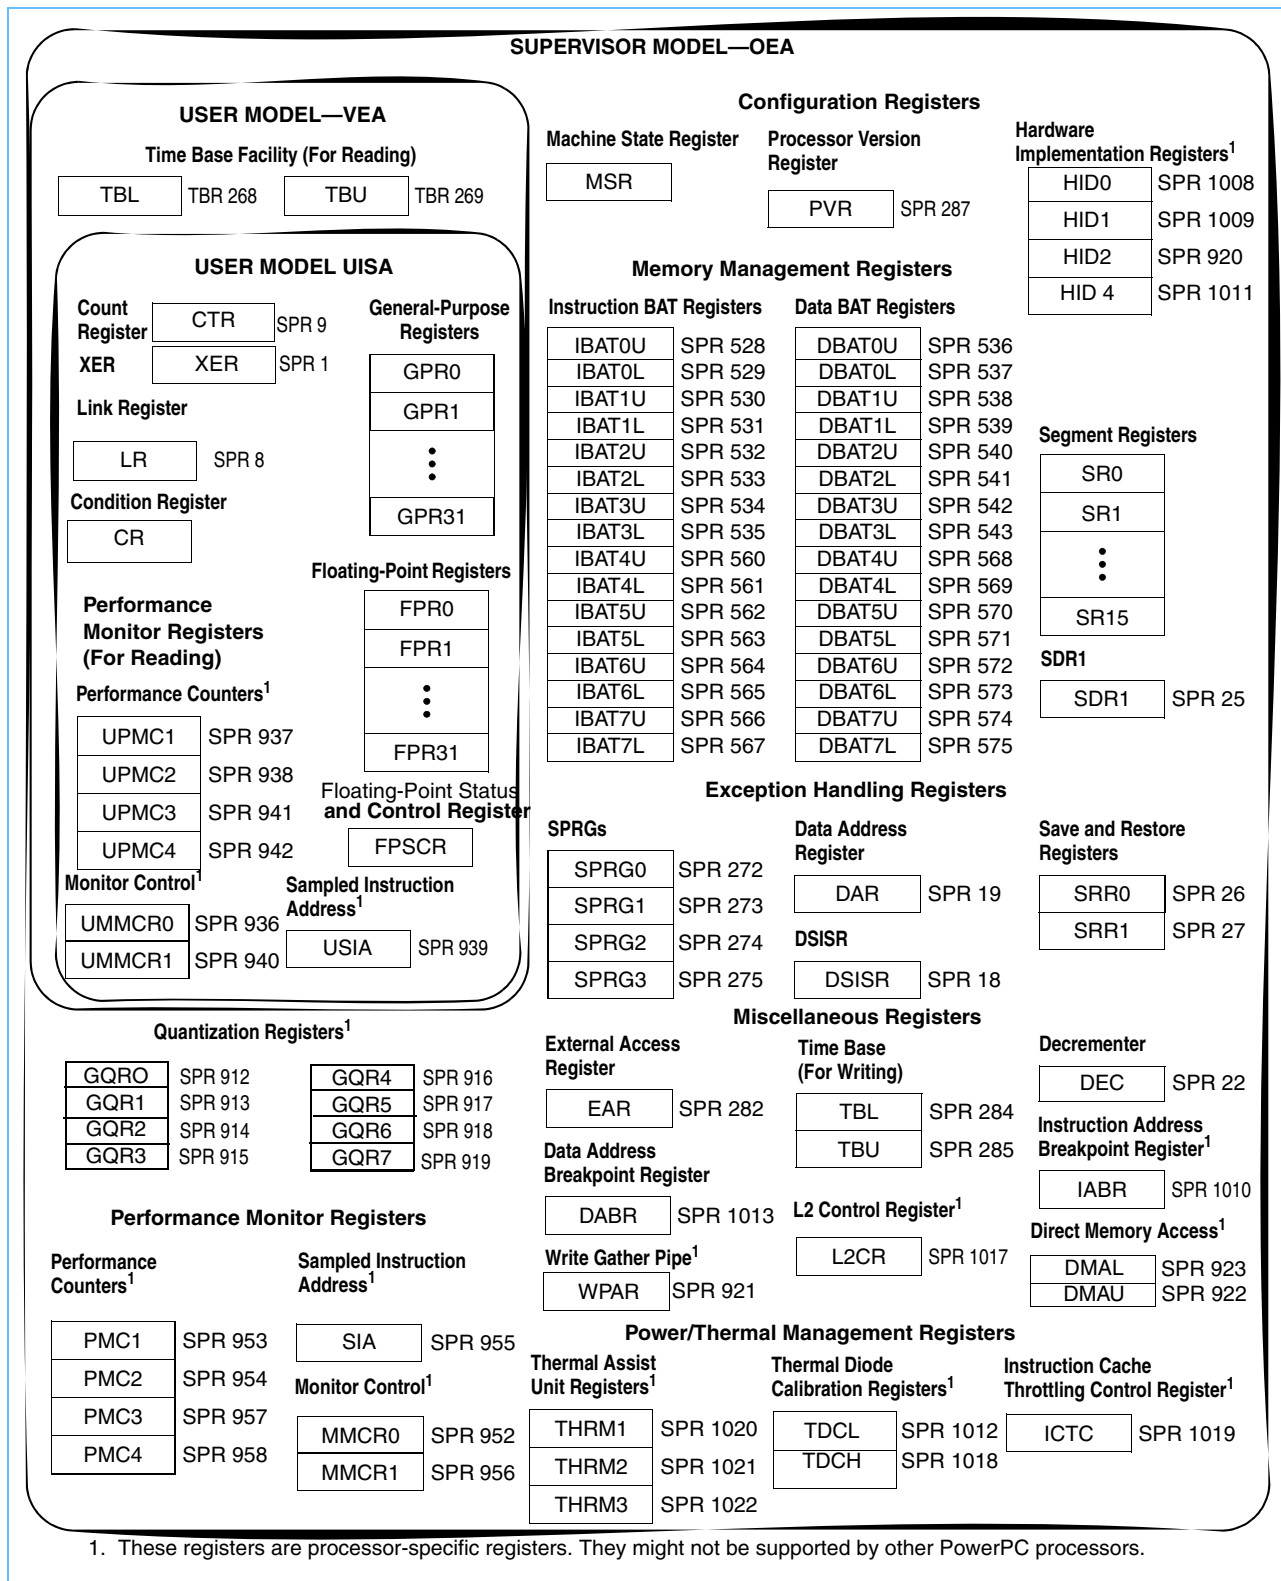 SUPERVISOR MODEL—OEA
USER MODEL—VEA
Time Base Facility (For Reading)
TBL TBR 268 TBU TBR 269
USER MODEL UISA
Count
Register CTR SPR 9
XER XER SPR 1
Link Register
LR SPR 8
Condition Register
CR
General-Purpose
Registers
GPR0
GPR1
GPR31
Floating-Point Registers
FPR0
FPR1
FPR31
Floating-Point Status
and Control Register
FPSCR
Performance
Monitor Registers
(For Reading)
Performance Counters1
UPMC1 SPR 937
UPMC2 SPR 938
UPMC3 SPR 941
UPMC4 SPR 942
Monitor Control1
UMMCR0 SPR 936
UMMCR1 SPR 940
Sampled Instruction
Address1
USIA SPR 939
Configuration Registers
Machine State Register
MSR
Processor Version
Register
PVR SPR 287
Hardware
Implementation Registers1
HID0 SPR 1008
HID1 SPR 1009
HID2 SPR 920
HID 4 SPR 1011
Memory Management Registers
Instruction BAT Registers
IBAT0U SPR 528
IBAT0L SPR 529
IBAT1U SPR 530
IBAT1L SPR 531
IBAT2U SPR 532
IBAT2L SPR 533
IBAT3U SPR 534
IBAT3L SPR 535
IBAT4U SPR 560
IBAT4L SPR 561
IBAT5U SPR 562
IBAT5L SPR 563
IBAT6U SPR 564
IBAT6L SPR 565
IBAT7U SPR 566
IBAT7L SPR 567
Data BAT Registers
DBAT0U SPR 536
DBAT0L SPR 537
DBAT1U SPR 538
DBAT1L SPR 539
DBAT2U SPR 540
DBAT2L SPR 541
DBAT3U SPR 542
DBAT3L SPR 543
DBAT4U SPR 568
DBAT4L SPR 569
DBAT5U SPR 570
DBAT5L SPR 571
DBAT6U SPR 572
DBAT6L SPR 573
DBAT7U SPR 574
DBAT7L SPR 575
Segment Registers
SR0
SR1
SR15
SDR1
SDR1 SPR 25
Exception Handling Registers
SPRGs
SPRG0 SPR 272
SPRG1 SPR 273
SPRG2 SPR 274
SPRG3 SPR 275
Data Address
Register
DAR SPR 19
DSISR
DSISR SPR 18
Save and Restore
Registers
SRR0 SPR 26
SRR1 SPR 27
Quantization Registers1
GQRO SPR 912
GQR1 SPR 913
GQR2 SPR 914
GQR3 SPR 915
GQR4 SPR 916
GQR5 SPR 917
GQR6 SPR 918
GQR7 SPR 919
Miscellaneous Registers
External Access
Register
EAR SPR 282
Data Address
Breakpoint Register
DABR SPR 1013
Write Gather Pipe1
WPAR SPR 921
Time Base
(For Writing)
TBL SPR 284
TBU SPR 285
L2 Control Register1
L2CR SPR 1017
Decrementer
DEC SPR 22
Instruction Address
Breakpoint Register1
IABR SPR 1010
Direct Memory Access1
DMAL SPR 923
DMAU SPR 922
Performance Monitor Registers
Performance
Counters1
PMC1 SPR 953
PMC2 SPR 954
PMC3 SPR 957
PMC4 SPR 958
Sampled Instruction
Address1
SIA SPR 955
Monitor Control1
MMCR0 SPR 952
MMCR1 SPR 956
Power/Thermal Management Registers
Thermal Assist
Unit Registers1
THRM1 SPR 1020
THRM2 SPR 1021
THRM3 SPR 1022
Thermal Diode
Calibration Registers1
TDCL SPR 1012
TDCH SPR 1018
Instruction Cache
Throttling Control Register1
ICTC SPR 1019
1. These registers are processor-specific registers. They might not be supported by other PowerPC processors.